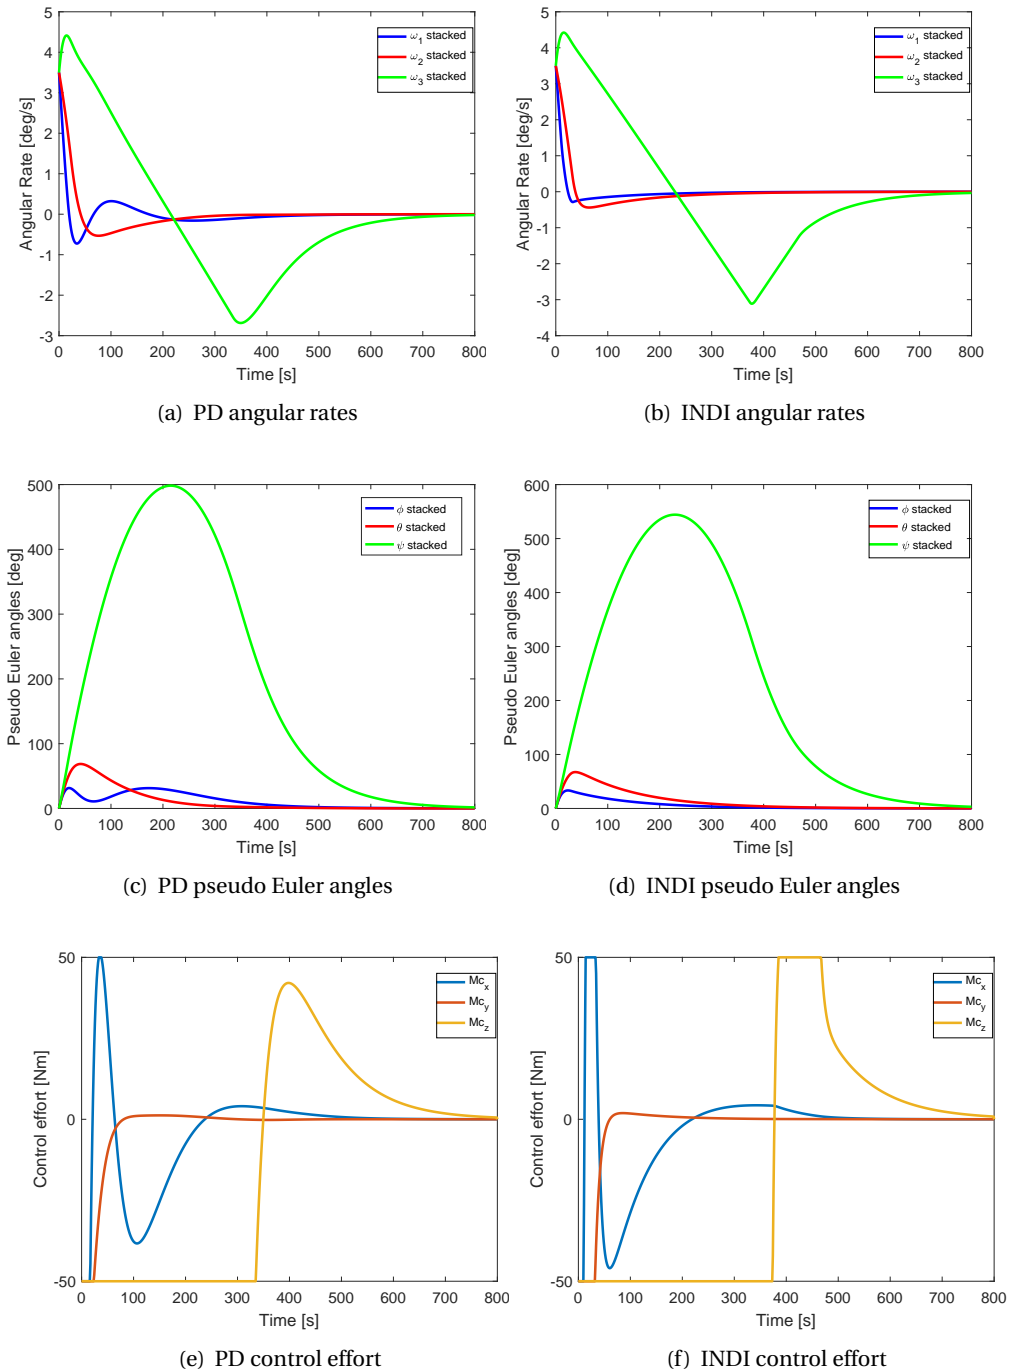 5
4
3
2
1
0
-1
-2
-3
0 100 200 300 400 500 600 700 800
Angular Rate [deg/s]
Time [s]
ω1 stacked
ω2 stacked
ω3 stacked
(a) PD angular rates
5
4
3
2
1
0
-1
-2
-3
-4
0 100 200 300 400 500 600 700 800
Angular Rate [deg/s]
Time [s]
ω1 stacked
ω2 stacked
ω3 stacked
(b) INDI angular rates
500
400
300
200
100
0
0 100 200 300 400 500 600 700 800
Pseudo Euler angles [deg]
Time [s]
ϕ stacked
θ stacked
ψ stacked
(c) PD pseudo Euler angles
600
500
400
300
200
100
0
0 100 200 300 400 500 600 700 800
Pseudo Euler angles [deg]
Time [s]
ϕ stacked
θ stacked
ψ stacked
(d) INDI pseudo Euler angles
50
0
-50
0 100 200 300 400 500 600 700 800
Control effort [Nm]
Time [s]
Mcx
Mcy
Mcz
(e) PD control effort
50
0
-50
0 100 200 300 400 500 600 700 800
Control effort [Nm]
Time [s]
Mcx
Mcy
Mcz
(f) INDI control effort